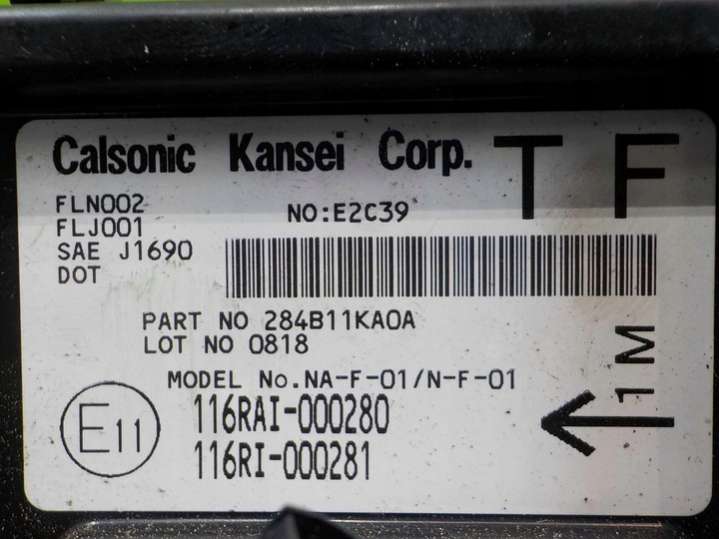 Calsonic Kansei Corp. TF
FLN002
NO:E2C39
FLJ001
SAE J1690
DOT
PART NO 284B11KA0A
LOT NO 0818
1M
MODEL No.NA-F-01/N-F-01
E11
116RAI-000280
116RI-000281